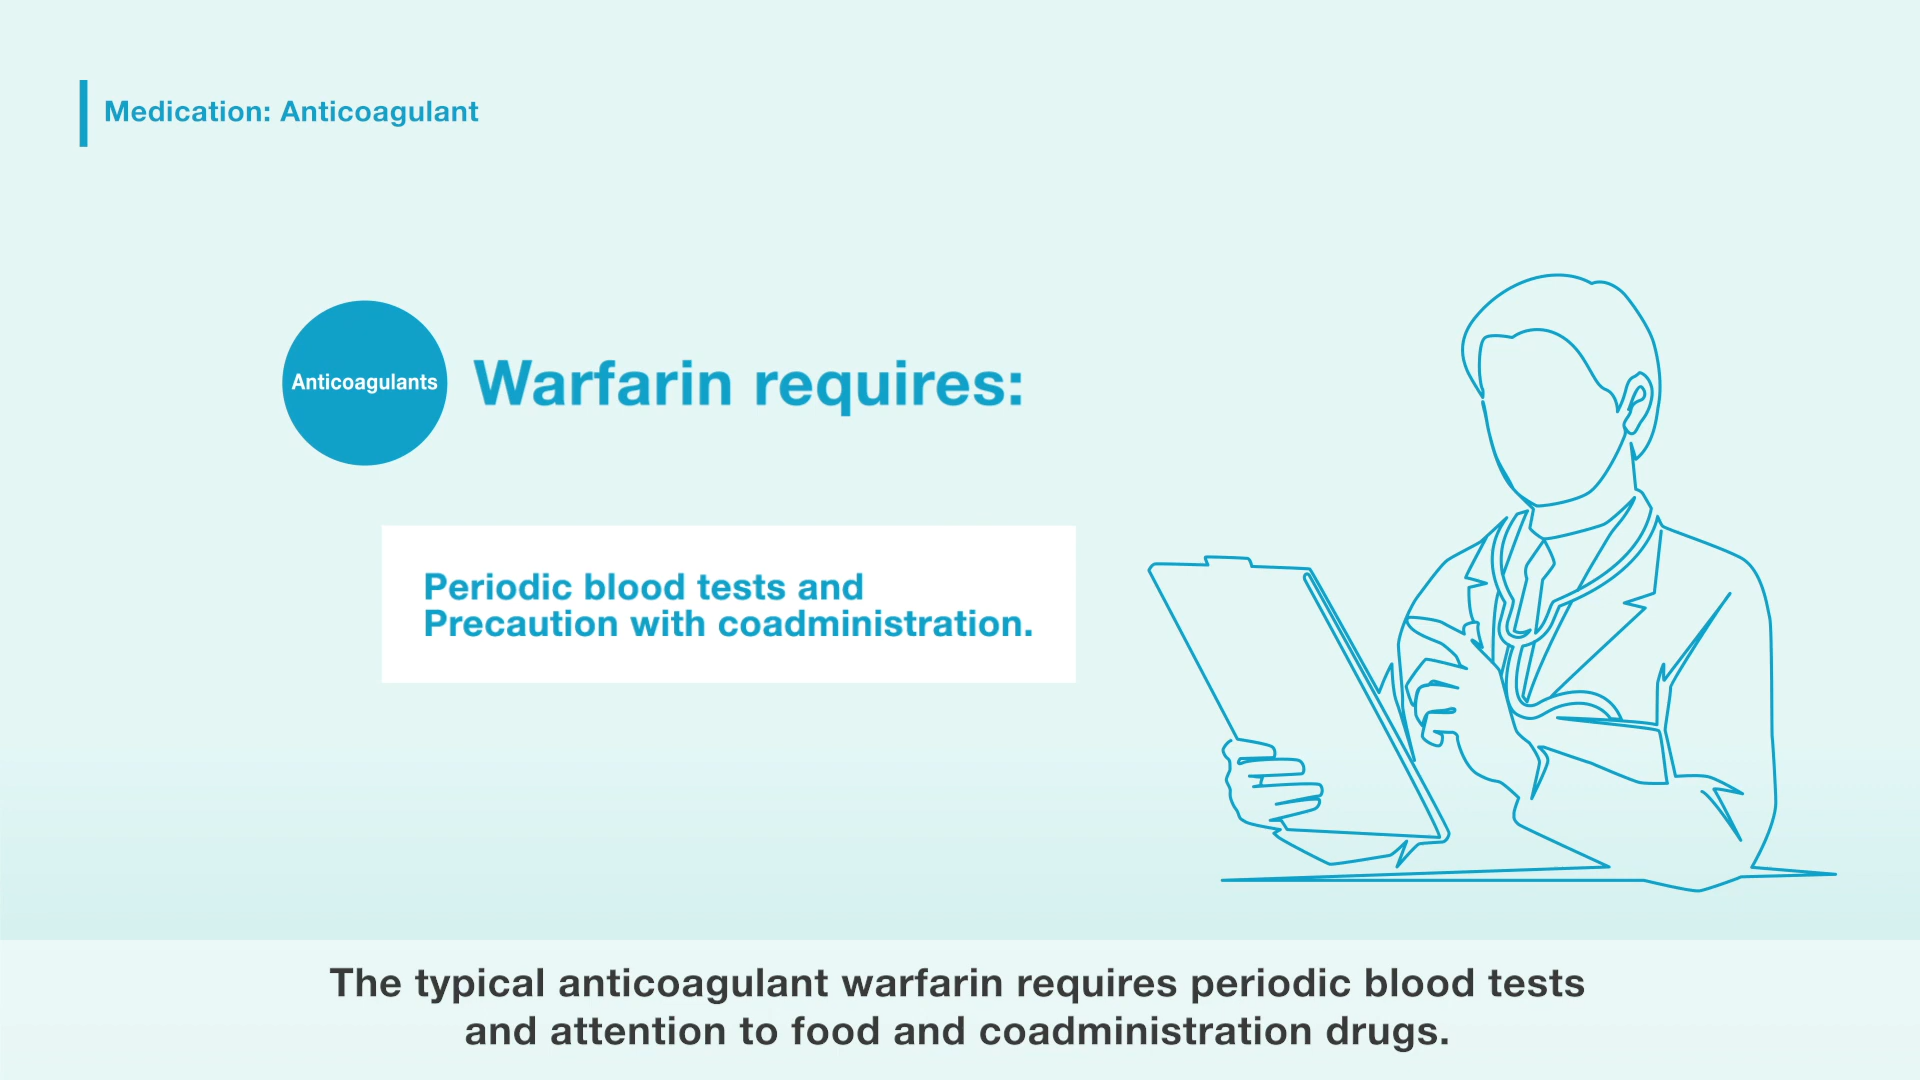 Medication: Anticoagulant
Anticoagulants
Warfarin requires:
Periodic blood tests and
Precaution with coadministration.
The typical anticoagulant warfarin requires periodic blood tests
and attention to food and coadministration drugs.